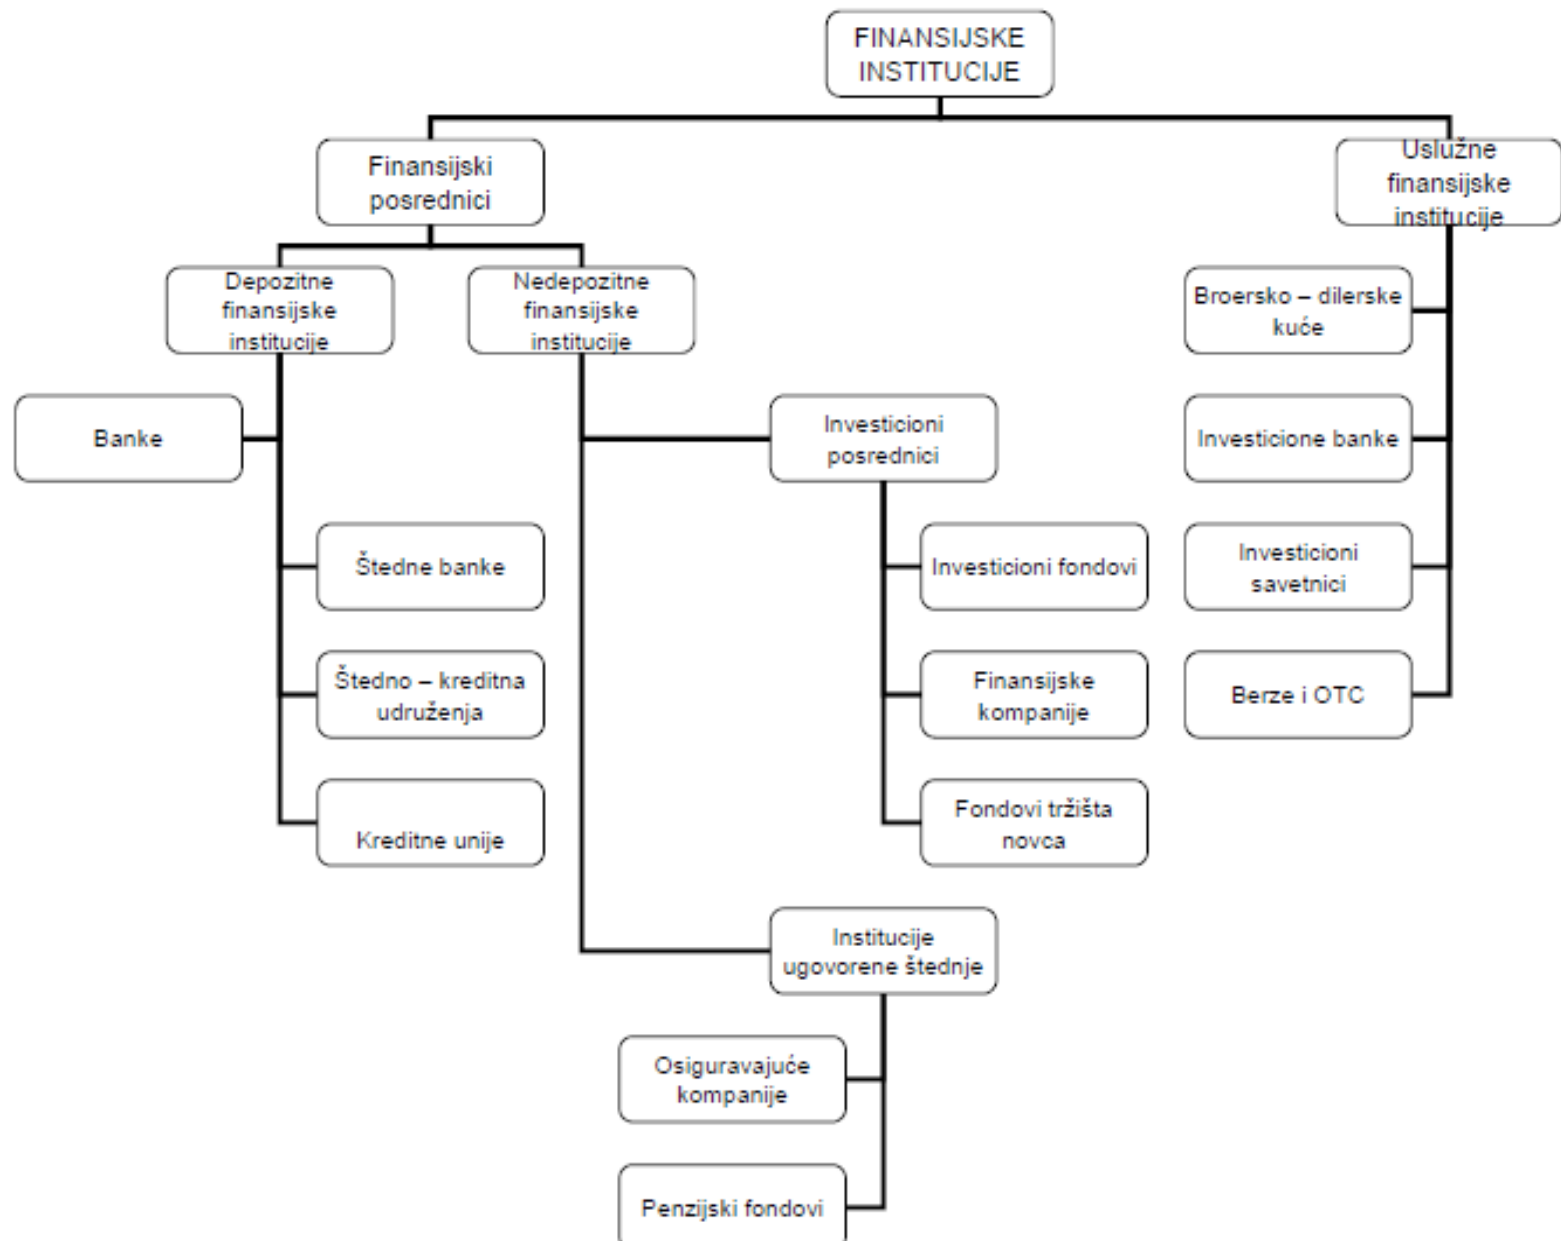 FINANSIJSKE
INSTITUCIJE
Finansijski
posrednici
Uslužne
finansijske
institucije
Depozitne
finansijske
institucije
Nedepozitne
finansijske
institucije
Broersko – dilerske
kuće
Banke
Investicioni
posrednici
Investicione banke
Štedne banke
Investicioni fondovi
Investicioni
savetnici
Štedno – kreditna
udruženja
Finansijske
kompanije
Berze i OTC
Kreditne unije
Fondovi tržišta
novca
Institucije
ugovorene štednje
Osiguravajuće
kompanije
Penzijski fondovi